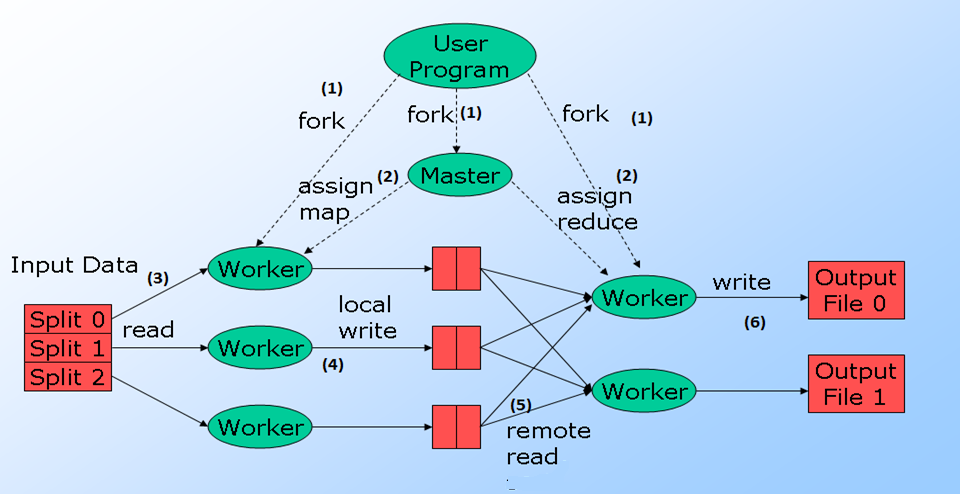 User
Program
(1)
fork
fork (1)
fork (1)
Master
(2)
assign
map
(2)
assign
reduce
Input Data
(3)
Worker
Split 0
Split 1
Split 2
read
Worker
local
write
(4)
Worker
(5)
remote
read
Worker
write
(6)
Output
File 0
Worker
Output
File 1